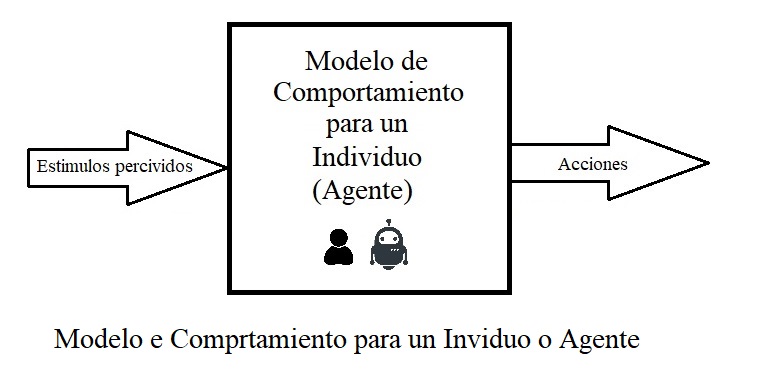 Modelo de
Comportamiento
para un
Individuo
(Agente)
Estimulos percividos
Acciones
Modelo e Comprtamiento para un Inviduo o Agente